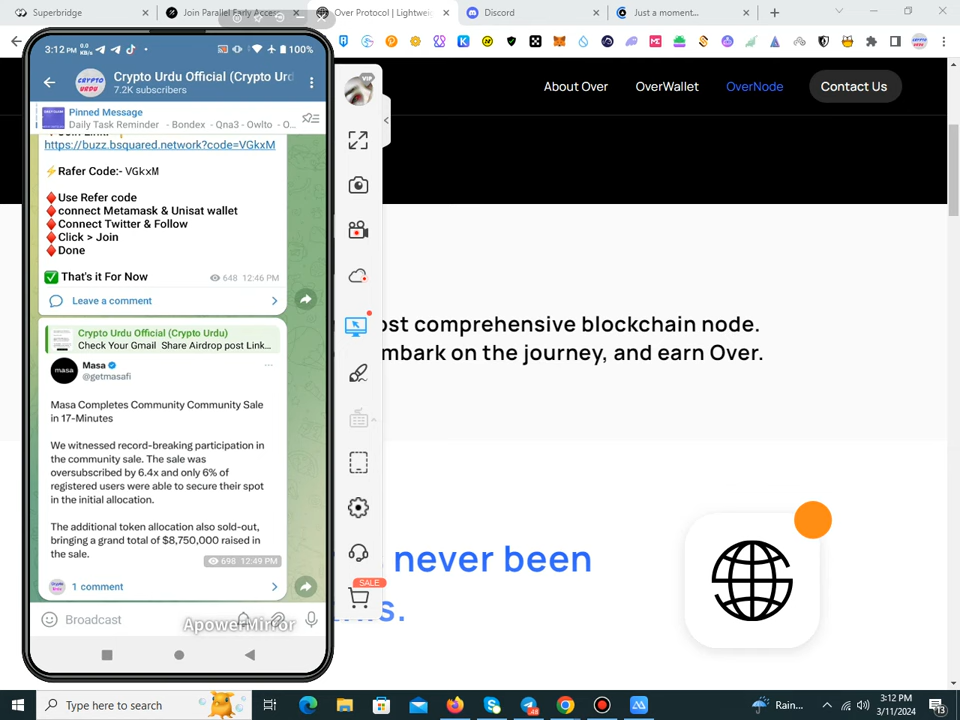 Superbridge
Join Parallel Early Acces
Over Protocol | Lightweig
Discord
Just a moment...
3:12 PM
0.0
KB/s
100%
VIP
Crypto Urdu Official (Crypto Urd
7.2K subscribers
About Over
OverWallet
OverNode
Contact Us
Pinned Message
Daily Task Reminder - Bondex - Qna3 - Owlto - O...
https://buzz.bsquared.network?code=VGkxM
⚡Rafer Code:- VGkxM
♦Use Refer code
♦connect Metamask & Unisat wallet
♦Connect Twitter & Follow
♦Click > Join
♦Done
✅ That's it For Now
648 12:46 PM
Leave a comment
Crypto Urdu Official (Crypto Urdu)
Check Your Gmail Share Airdrop post Link...
masa
Masa
@getmasafi
...
Masa Completes Community Community Sale
in 17-Minutes
We witnessed record-breaking participation in
the community sale. The sale was
oversubscribed by 6.4x and only 6% of
registered users were able to secure their spot
in the initial allocation.
The additional token allocation also sold-out,
bringing a grand total of $8,750,000 raised in
the sale.
698 12:49 PM
1 comment
Broadcast
ApowerMirror
SALE
ost comprehensive blockchain node.
mbark on the journey, and earn Over.
never been
Type here to search
Rain...
3:12 PM
3/11/2024
13